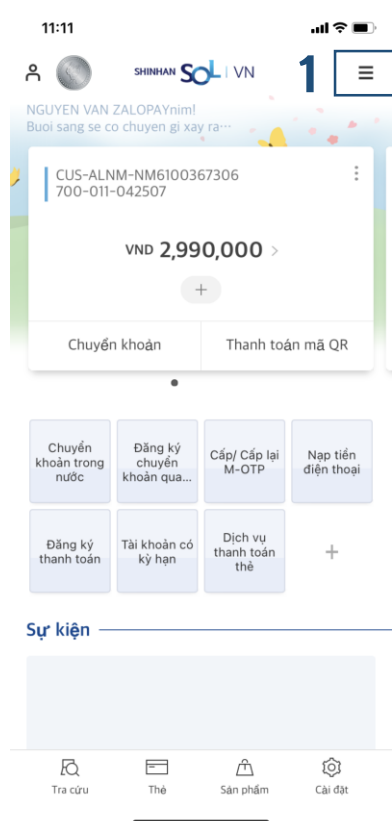 11:11
SHINHAN SOL VN
1
NGUYEN VAN ZALOPAYnim!
Buoi sang se co chuyen gi xay ra···
CUS-ALNM-NM6100367306
700-011-042507
VND 2,990,000 >
+
Chuyển khoản
Thanh toán mã QR
Chuyển
khoản trong
nước
Đăng ký
chuyển
khoản qua...
Cấp/ Cấp lại
M-OTP
Nạp tiền
điện thoại
Đăng ký
thanh toán
Tài khoản có
kỳ hạn
Dịch vụ
thanh toán
thẻ
+
Sự kiện
Tra cứu
Thẻ
Sản phẩm
Cài đặt